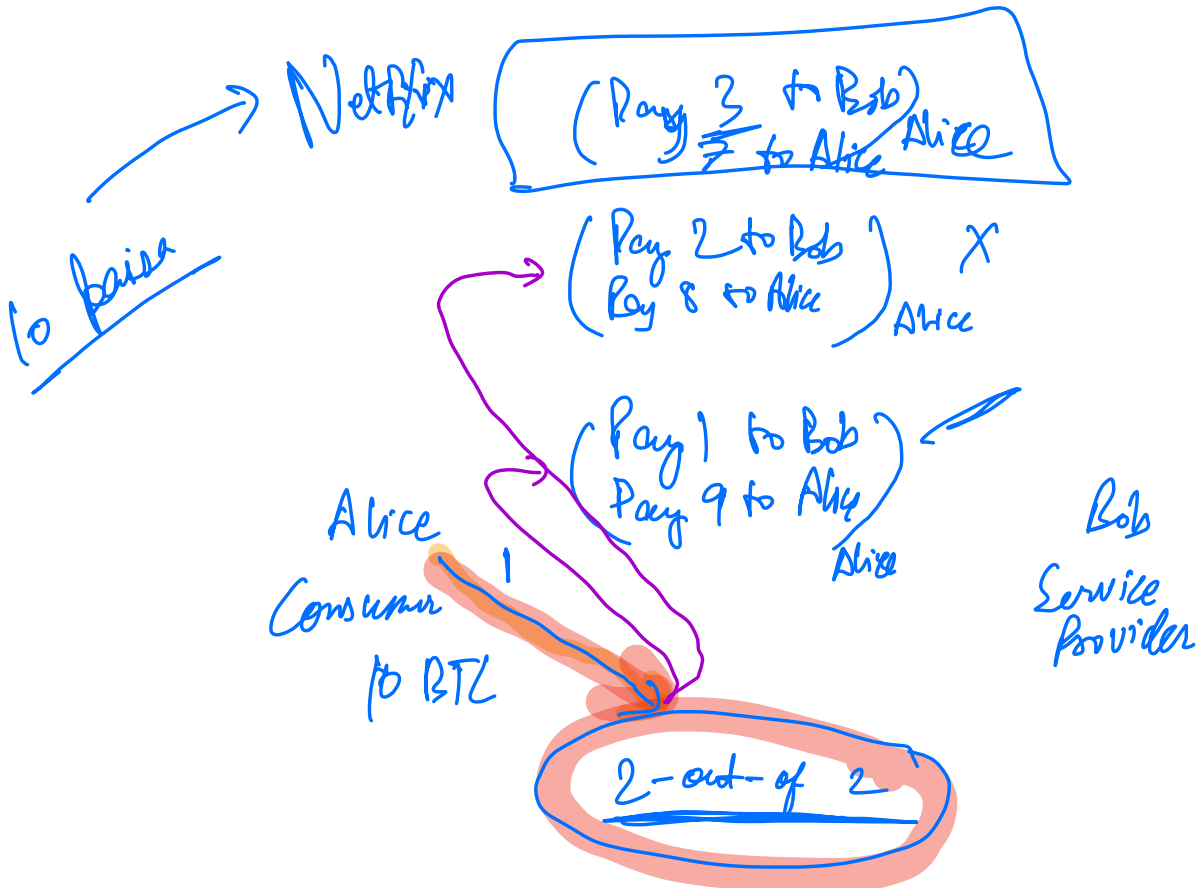 Netflix
(Pay 3 to Bob
7 to Alice) Alice
10 paisa
(Pay 2 to Bob
Pay 8 to Alice) Alice
X
(Pay 1 to Bob
Pay 9 to Alice) Alice
Alice
1
Consumer
10 BTC
Bob
Service
Provider
2-out-of 2